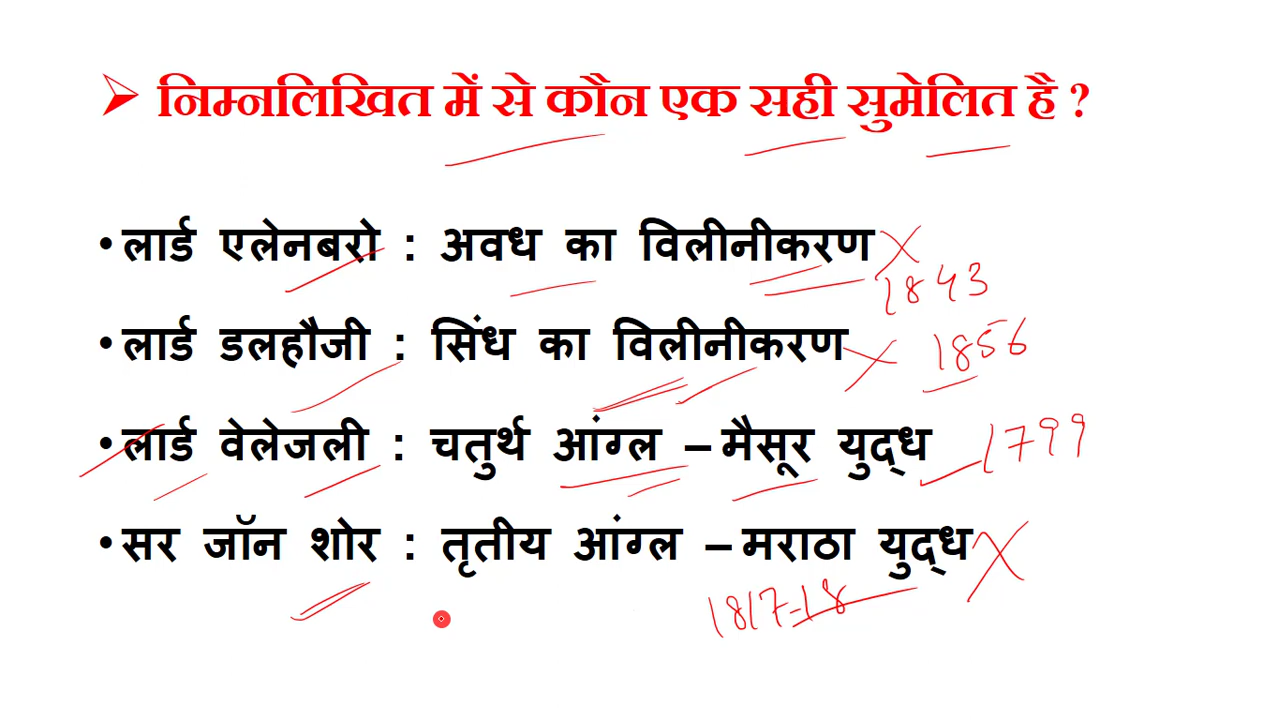 ➢ निम्नलिखित में से कौन एक सही सुमेलित है ?
•लार्ड एलेनबरो : अवध का विलीनीकरण
1843
•लार्ड डलहौजी : सिंध का विलीनीकरण 1856
•लार्ड वेलेजली : चतुर्थ आंग्ल – मैसूर युद्ध 1799
•सर जॉन शोर : तृतीय आंग्ल – मराठा युद्ध
1817-18